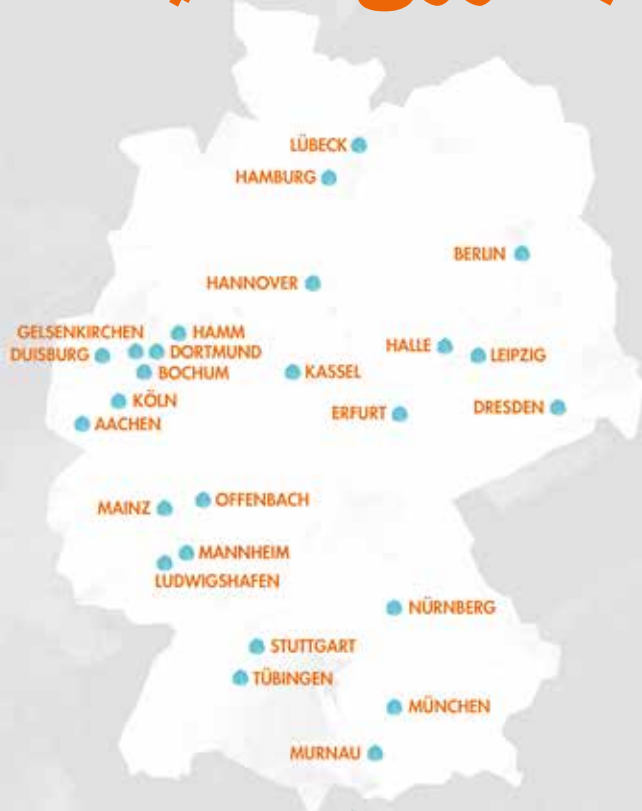 LÜBECK
HAMBURG
BERLIN
HANNOVER
GELSENKIRCHEN
HAMM
DUISBURG
DORTMUND
BOCHUM
KASSEL
HALLE
LEIPZIG
KÖLN
AACHEN
ERFURT
DRESDEN
MAINZ
OFFENBACH
MANNHEIM
LUDWIGSHAFEN
NÜRNBERG
STUTTGART
TÜBINGEN
MÜNCHEN
MURNAU